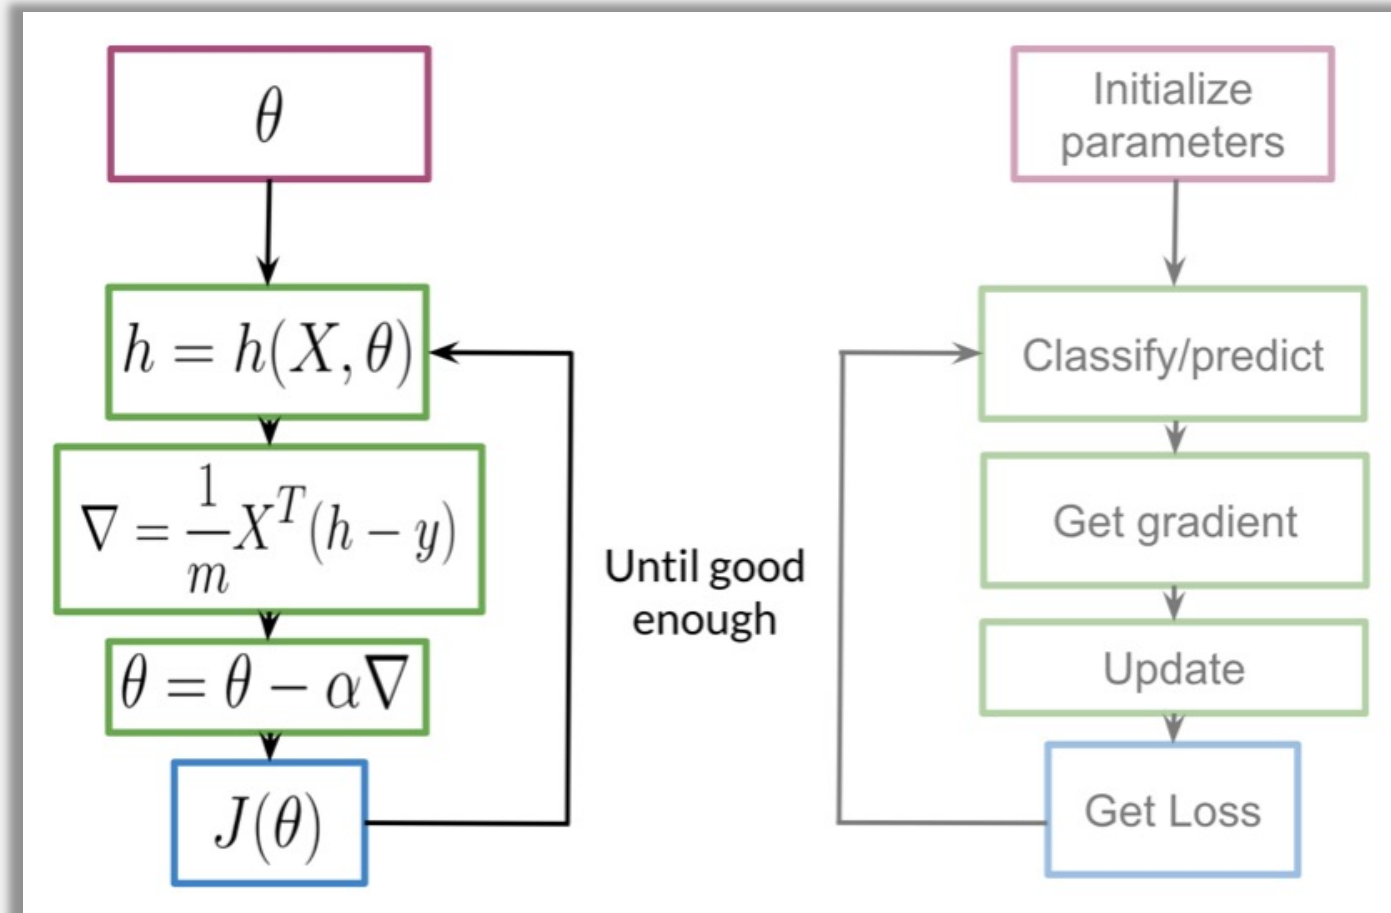 θ
h = h(X, θ)
∇ = 1/m X^T (h − y)
θ = θ − α∇
J(θ)
Until good
enough
Initialize
parameters
Classify/predict
Get gradient
Update
Get Loss